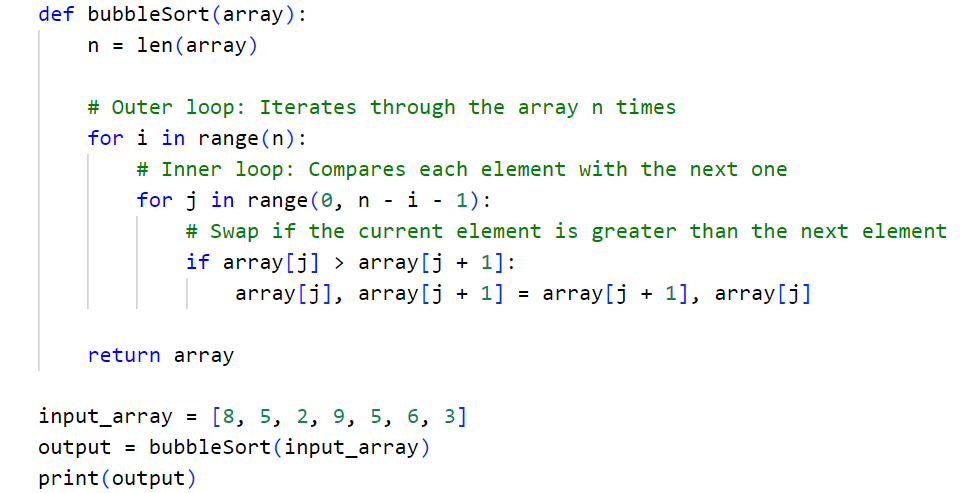 def bubbleSort(array):
    n = len(array)

    # Outer loop: Iterates through the array n times
    for i in range(n):
        # Inner loop: Compares each element with the next one
        for j in range(0, n - i - 1):
            # Swap if the current element is greater than the next element
            if array[j] > array[j + 1]:
                array[j], array[j + 1] = array[j + 1], array[j]

    return array

input_array = [8, 5, 2, 9, 5, 6, 3]
output = bubbleSort(input_array)
print(output)